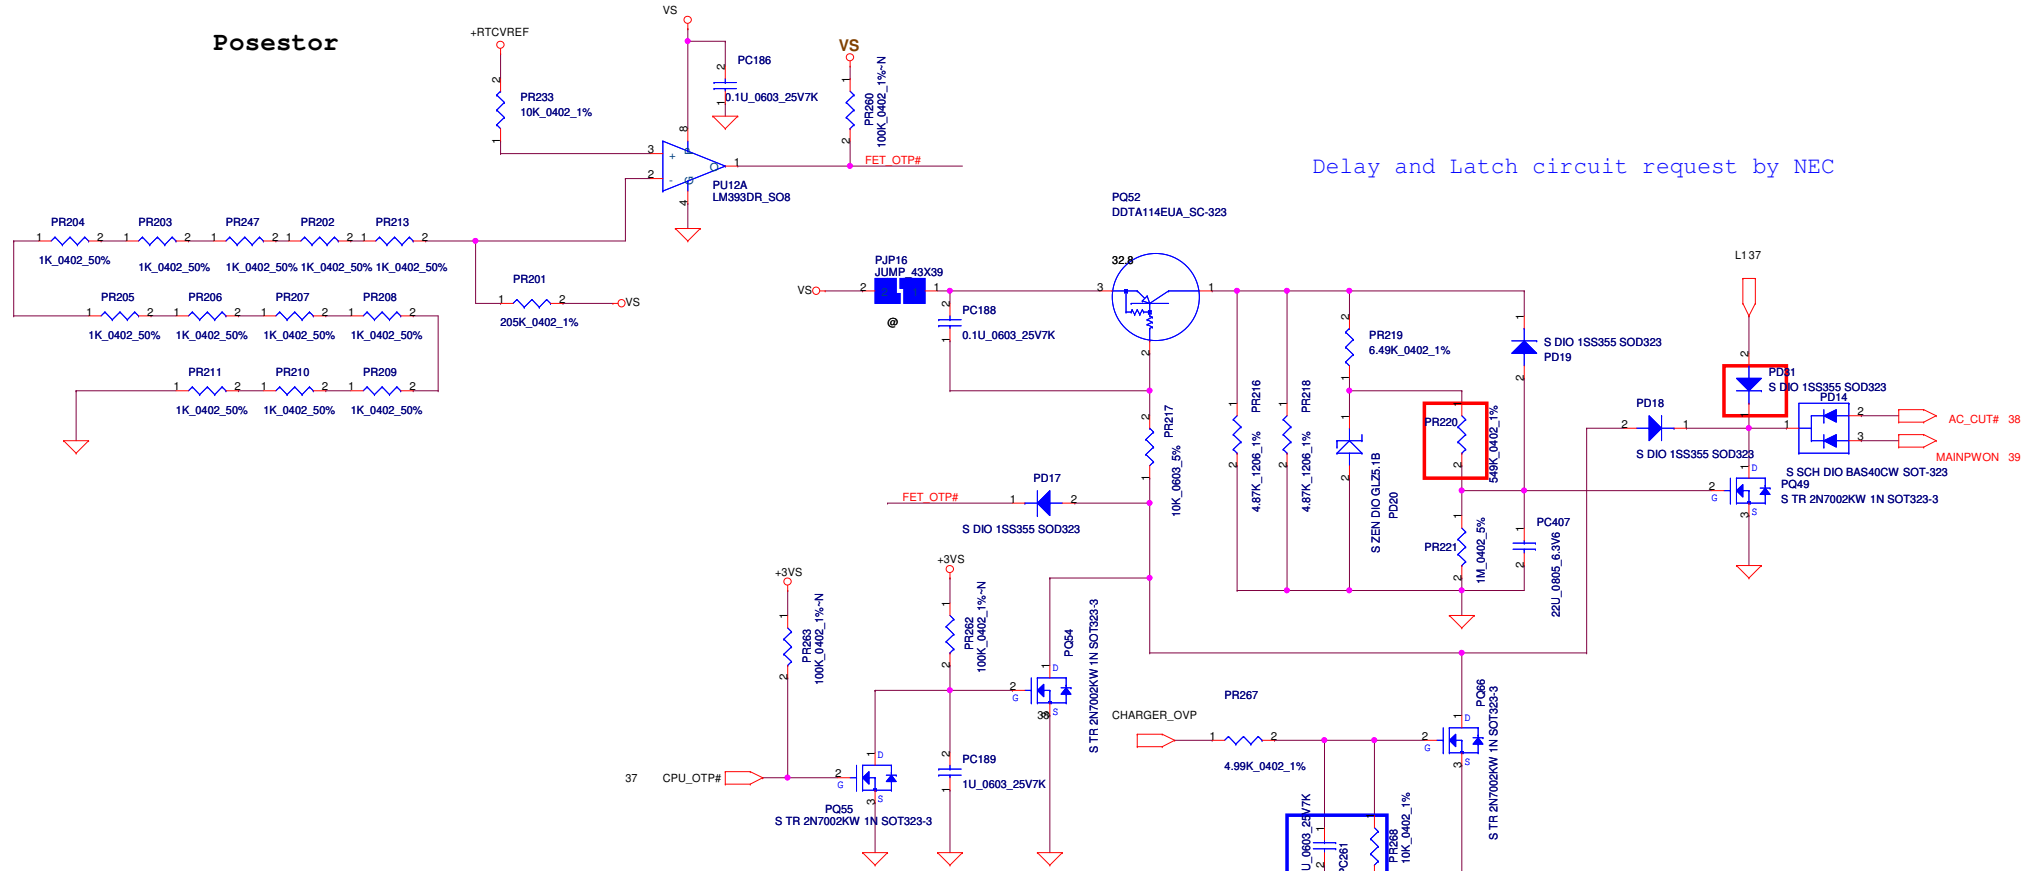 Posestor
+RTCVREF
VS
VS
PR233
10K_0402_1%
PC186
0.1U_0603_25V7K
PR260
100K_0402_1%~N
FET_OTP#
PU12A
LM393DR_SO8
Delay and Latch circuit request by NEC
PR204
PR203
PR247
PR202
PR213
1K_0402_50%
1K_0402_50%
1K_0402_50%
1K_0402_50%
1K_0402_50%
PR201
205K_0402_1%
VS
PR205
PR206
PR207
PR208
1K_0402_50%
1K_0402_50%
1K_0402_50%
1K_0402_50%
PR211
PR210
PR209
1K_0402_50%
1K_0402_50%
1K_0402_50%
PQ52
DDTA114EUA_SC-323
32.8
PJP16
JUMP_43X39
VS
@
PC188
0.1U_0603_25V7K
PR217
10K_0603_5%
PR216
4.87K_1206_1%
PR218
4.87K_1206_1%
PR219
6.49K_0402_1%
S ZEN DIO GLZ5.1B
PD20
PR220
549K_0402_1%
PR221
1M_0402_5%
S DIO 1SS355 SOD323
PD19
PC407
22U_0805_6.3V6
L137
PD31
S DIO 1SS355 SOD323
PD14
PD18
S DIO 1SS355 SOD323
AC_CUT# 38
MAINPWON 39
S SCH DIO BAS40CW SOT-323
PQ49
S TR 2N7002KW 1N SOT323-3
FET_OTP#
PD17
S DIO 1SS355 SOD323
+3VS
PR263
100K_0402_1%~N
+3VS
PR262
100K_0402_1%~N
PQ54
S TR 2N7002KW 1N SOT323-3
37 CPU_OTP#
PQ55
S TR 2N7002KW 1N SOT323-3
PC189
1U_0603_25V7K
CHARGER_OVP
PR267
4.99K_0402_1%
PQ66
S TR 2N7002KW 1N SOT323-3
U_0603_25V7K
PC261
PR268
10K_0402_1%